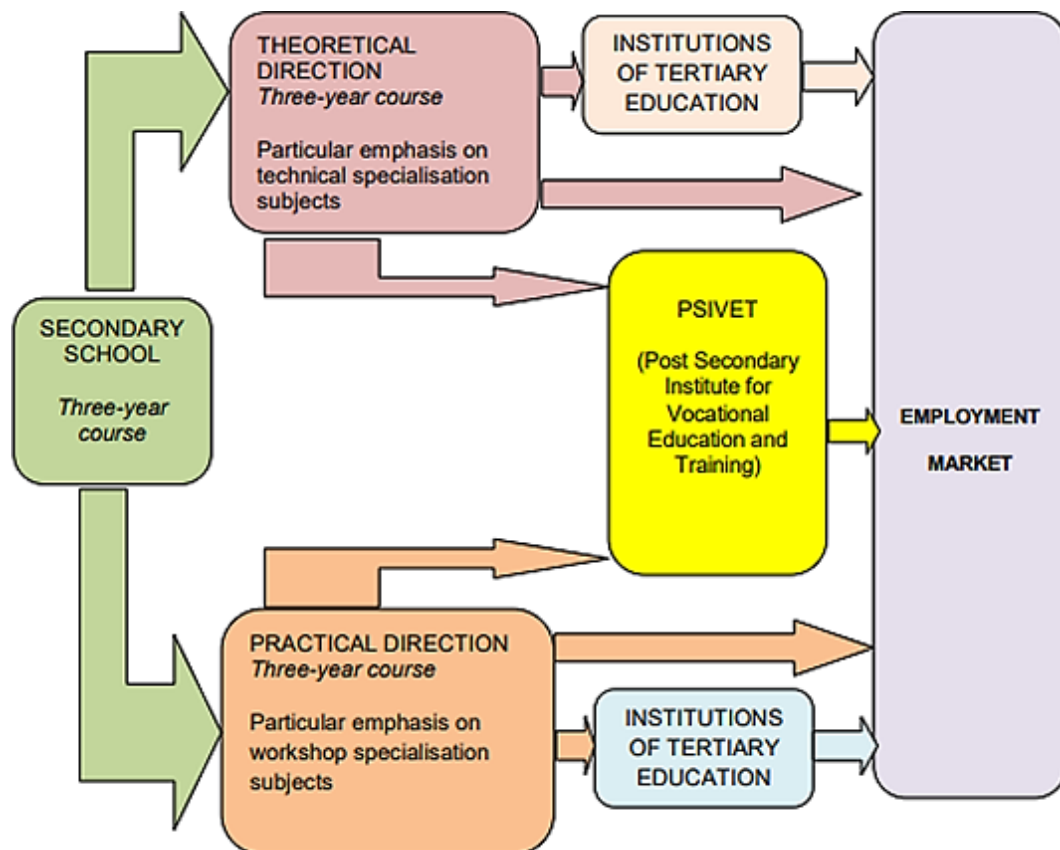 THEORETICAL
DIRECTION
Three-year course
Particular emphasis on
technical specialisation
subjects
INSTITUTIONS
OF TERTIARY
EDUCATION
SECONDARY
SCHOOL
Three-year
course
PSIVET
(Post Secondary
Institute for
Vocational
Education and
Training)
EMPLOYMENT
MARKET
PRACTICAL DIRECTION
Three-year course
Particular emphasis on
workshop specialisation
subjects
INSTITUTIONS
OF TERTIARY
EDUCATION